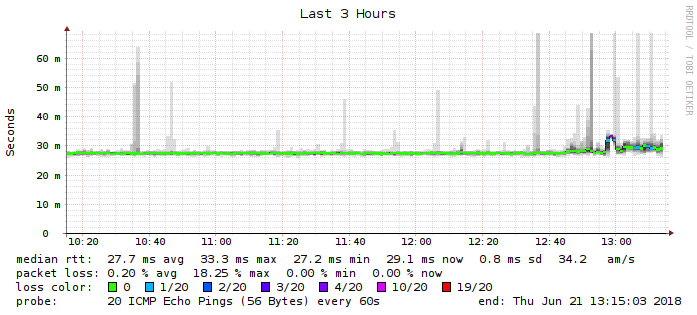 Last 3 Hours
RRDTOOL / TOBI OETIKER
Seconds
60 m
50 m
40 m
30 m
20 m
10 m
0
10:20 10:40 11:00 11:20 11:40 12:00 12:20 12:40 13:00
median rtt: 27.7 ms avg 33.3 ms max 27.2 ms min 29.1 ms now 0.8 ms sd 34.2 am/s
packet loss: 0.20 % avg 18.25 % max 0.00 % min 0.00 % now
loss color: 0 1/20 2/20 3/20 4/20 10/20 19/20
probe: 20 ICMP Echo Pings (56 Bytes) every 60s end: Thu Jun 21 13:15:03 2018